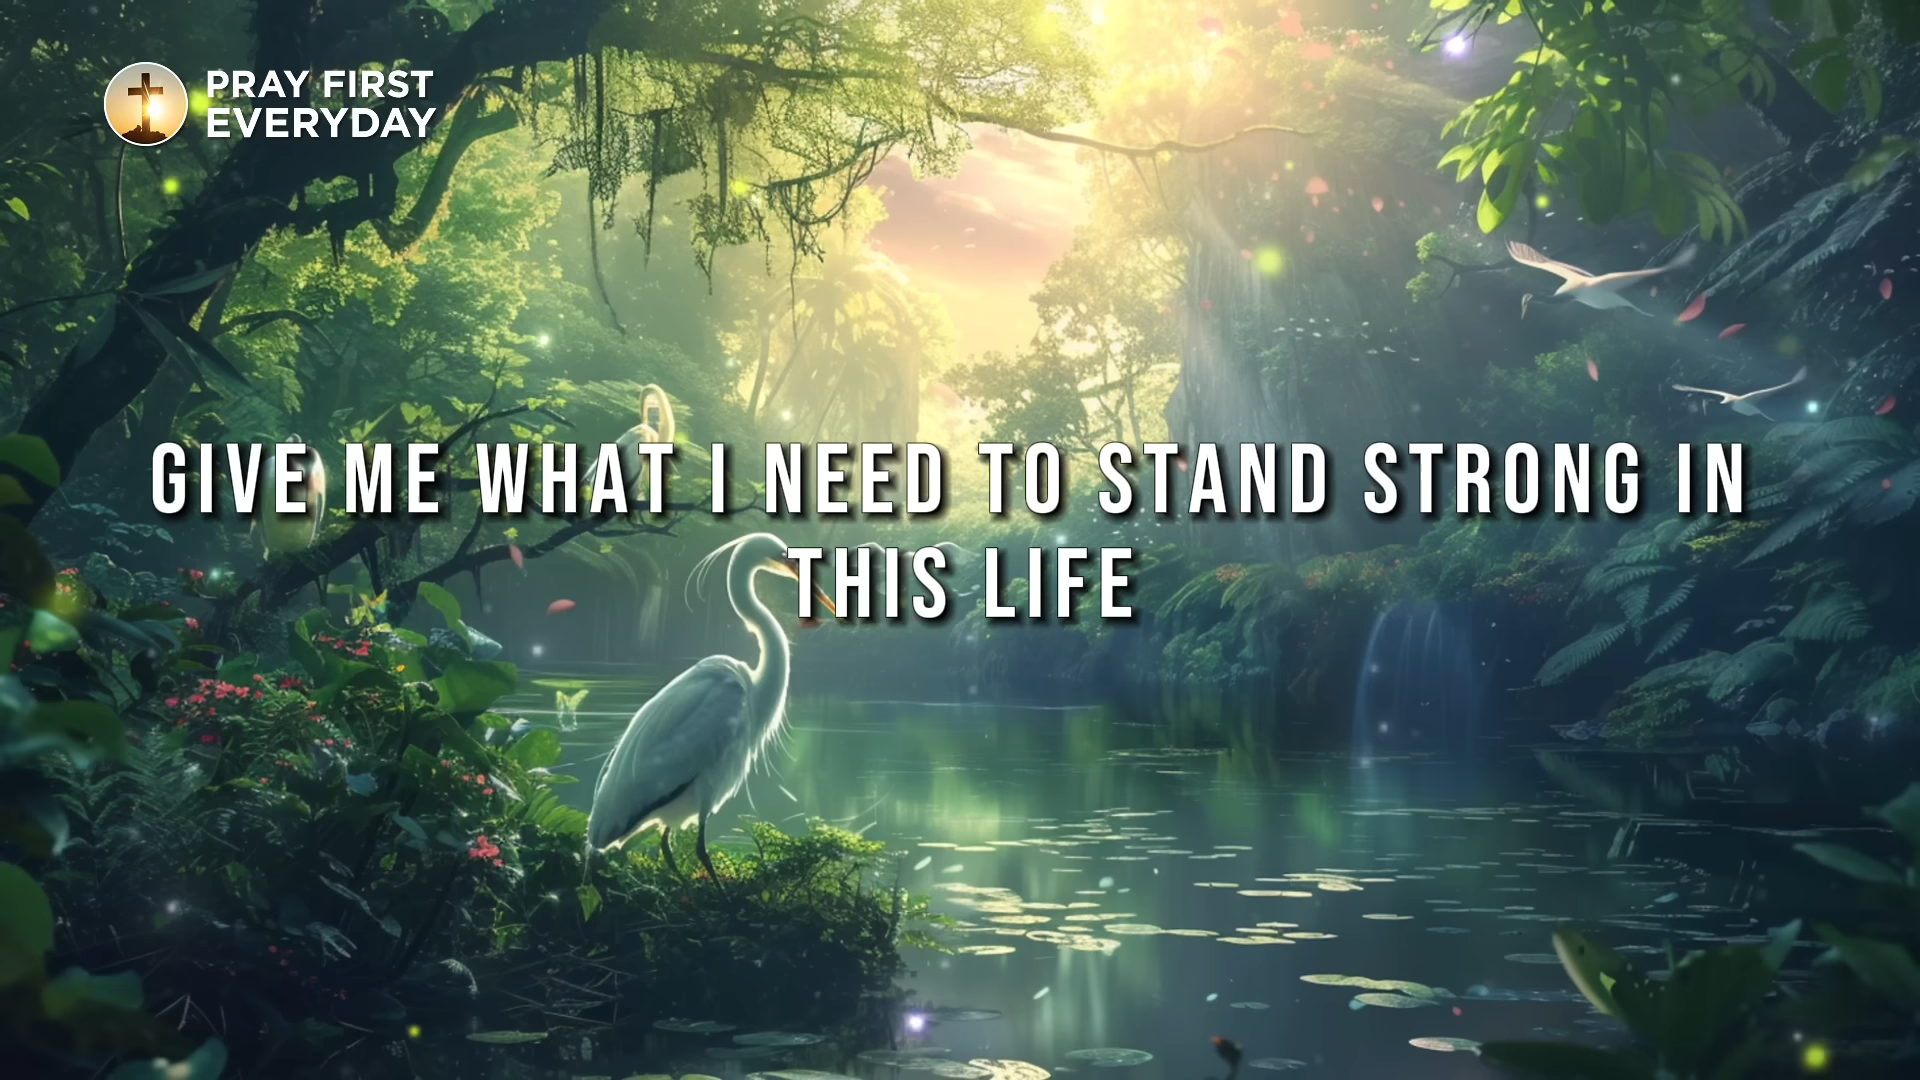 PRAY FIRST
EVERYDAY
GIVE ME WHAT I NEED TO STAND STRONG IN
THIS LIFE